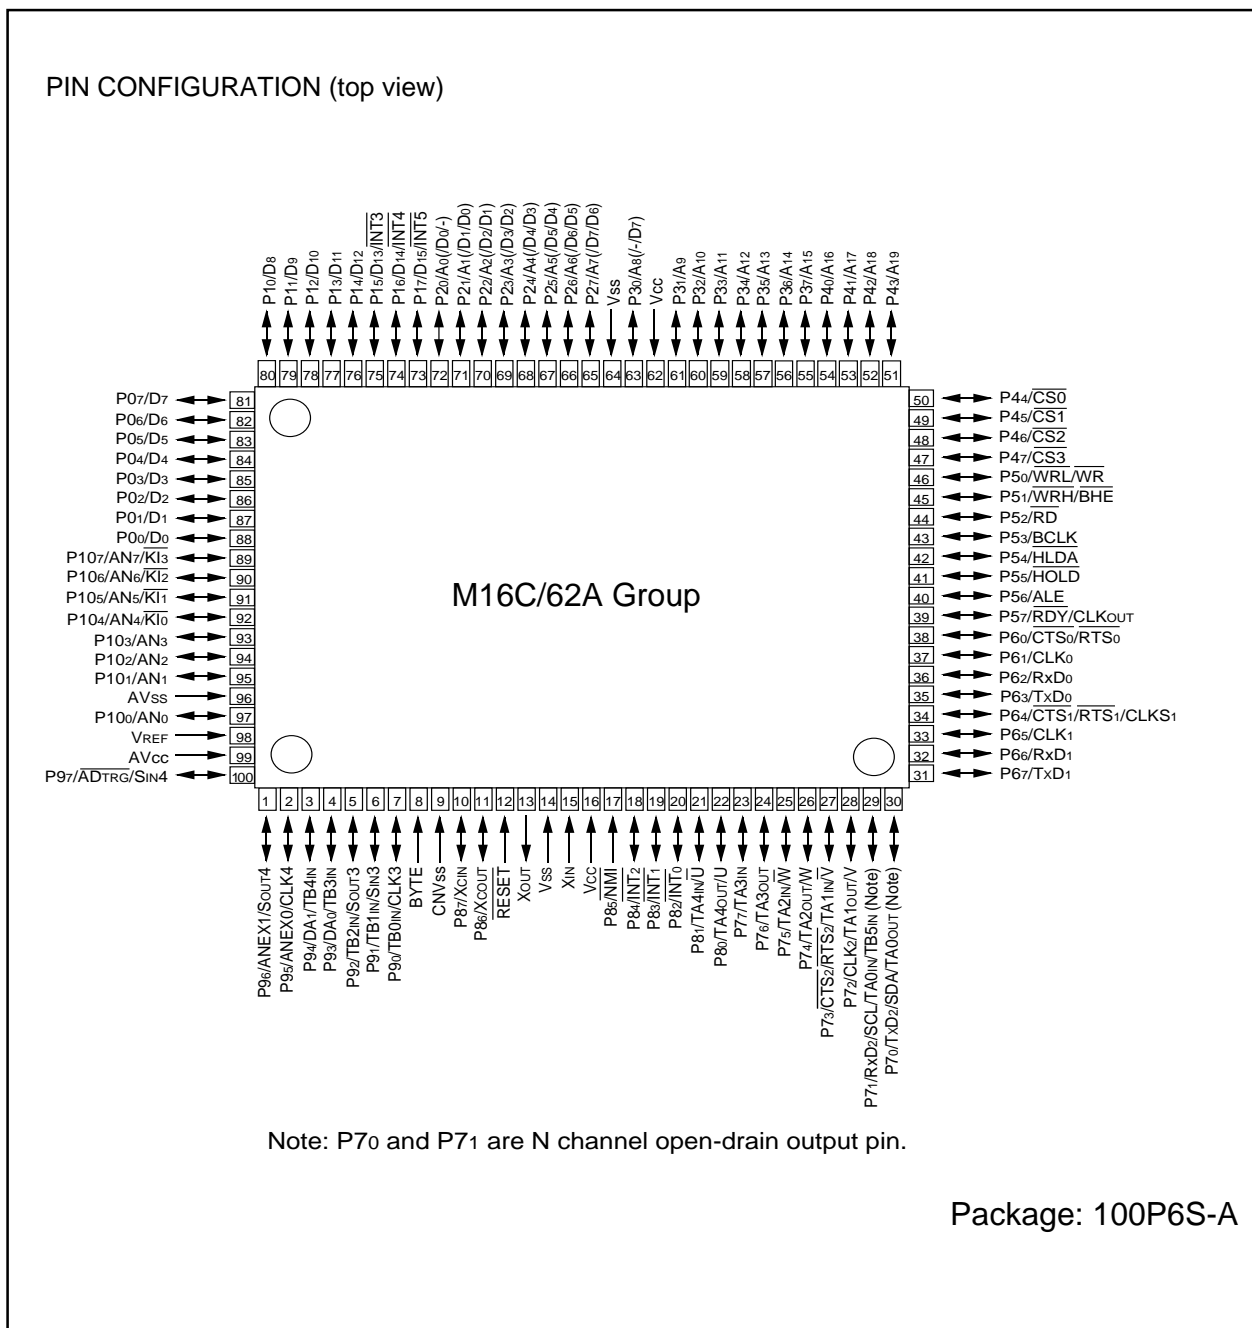 PIN CONFIGURATION (top view)
P10/D8
P11/D9
P12/D10
P13/D11
P14/D12
P15/D13/INT3
P16/D14/INT4
P17/D15/INT5
P20/A0(/D0/-)
P21/A1(/D1/D0)
P22/A2(/D2/D1)
P23/A3(/D3/D2)
P24/A4(/D4/D3)
P25/A5(/D5/D4)
P26/A6(/D6/D5)
P27/A7(/D7/D6)
Vss
P30/A8(/-/D7)
Vcc
P31/A9
P32/A10
P33/A11
P34/A12
P35/A13
P36/A14
P37/A15
P40/A16
P41/A17
P42/A18
P43/A19
80 79 78 77 76 75 74 73 72 71 70 69 68 67 66 65 64 63 62 61 60 59 58 57 56 55 54 53 52 51
P07/D7 81
P06/D6 82
P05/D5 83
P04/D4 84
P03/D3 85
P02/D2 86
P01/D1 87
P00/D0 88
P107/AN7/KI3 89
P106/AN6/KI2 90
P105/AN5/KI1 91
P104/AN4/KI0 92
P103/AN3 93
P102/AN2 94
P101/AN1 95
AVSS 96
P100/AN0 97
VREF 98
AVcc 99
P97/ADTRG/SIN4 100
M16C/62A Group
50 P44/CS0
49 P45/CS1
48 P46/CS2
47 P47/CS3
46 P50/WRL/WR
45 P51/WRH/BHE
44 P52/RD
43 P53/BCLK
42 P54/HLDA
41 P55/HOLD
40 P56/ALE
39 P57/RDY/CLKOUT
38 P60/CTS0/RTS0
37 P61/CLK0
36 P62/RxD0
35 P63/TxD0
34 P64/CTS1/RTS1/CLKS1
33 P65/CLK1
32 P66/RxD1
31 P67/TxD1
1 2 3 4 5 6 7 8 9 10 11 12 13 14 15 16 17 18 19 20 21 22 23 24 25 26 27 28 29 30
P96/ANEX1/SOUT4
P95/ANEX0/CLK4
P94/DA1/TB4IN
P93/DA0/TB3IN
P92/TB2IN/SOUT3
P91/TB1IN/SIN3
P90/TB0IN/CLK3
BYTE
CNVss
P87/XCIN
P86/XCOUT
RESET
XOUT
Vss
XIN
Vcc
P85/NMI
P84/INT2
P83/INT1
P82/INT0
P81/TA4IN/U
P80/TA4OUT/U
P77/TA3IN
P76/TA3OUT
P75/TA2IN/W
P74/TA2OUT/W
P73/CTS2/RTS2/TA1IN/V
P72/CLK2/TA1OUT/V
P71/RxD2/SCL/TA0IN/TB5IN (Note)
P70/TxD2/SDA/TA0OUT (Note)
Note: P70 and P71 are N channel open-drain output pin.
Package: 100P6S-A